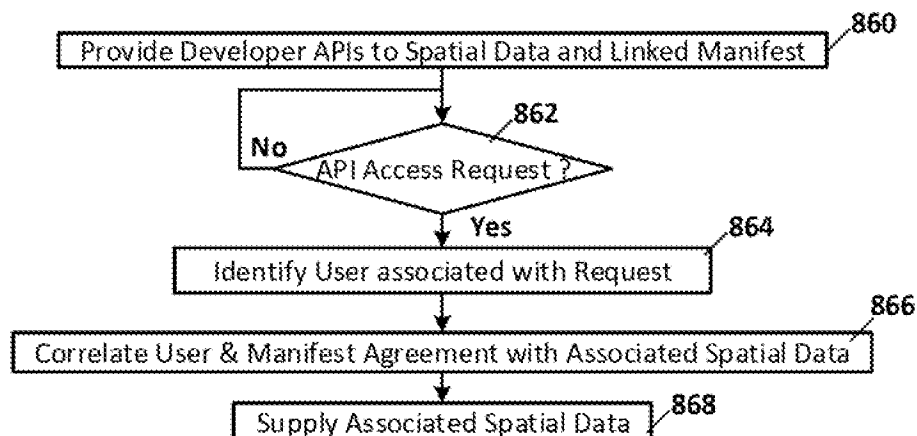 860
Provide Developer APIs to Spatial Data and Linked Manifest
862
No
API Access Request ?
Yes
864
Identify User associated with Request
866
Correlate User & Manifest Agreement with Associated Spatial Data
868
Supply Associated Spatial Data